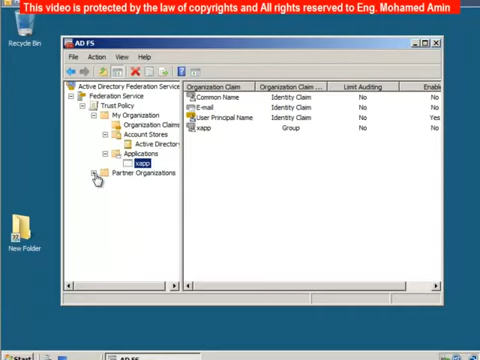 This video is protected by the law of copyrights and All rights reserved to Eng. Mohamed Amin
Recycle Bin
AD FS
File Action View Help
Active Directory Federation Service
Federation Service
Trust Policy
My Organization
Organization Claims
Account Stores
Active Directory
Applications
xapp
Partner Organizations
Organization Claim Organization Claim ... Limit Auditing Enabl
Common Name Identity Claim No No
E-mail Identity Claim No No
User Principal Name Identity Claim No Yes
xapp Group No No
New Folder
Start
AD FS